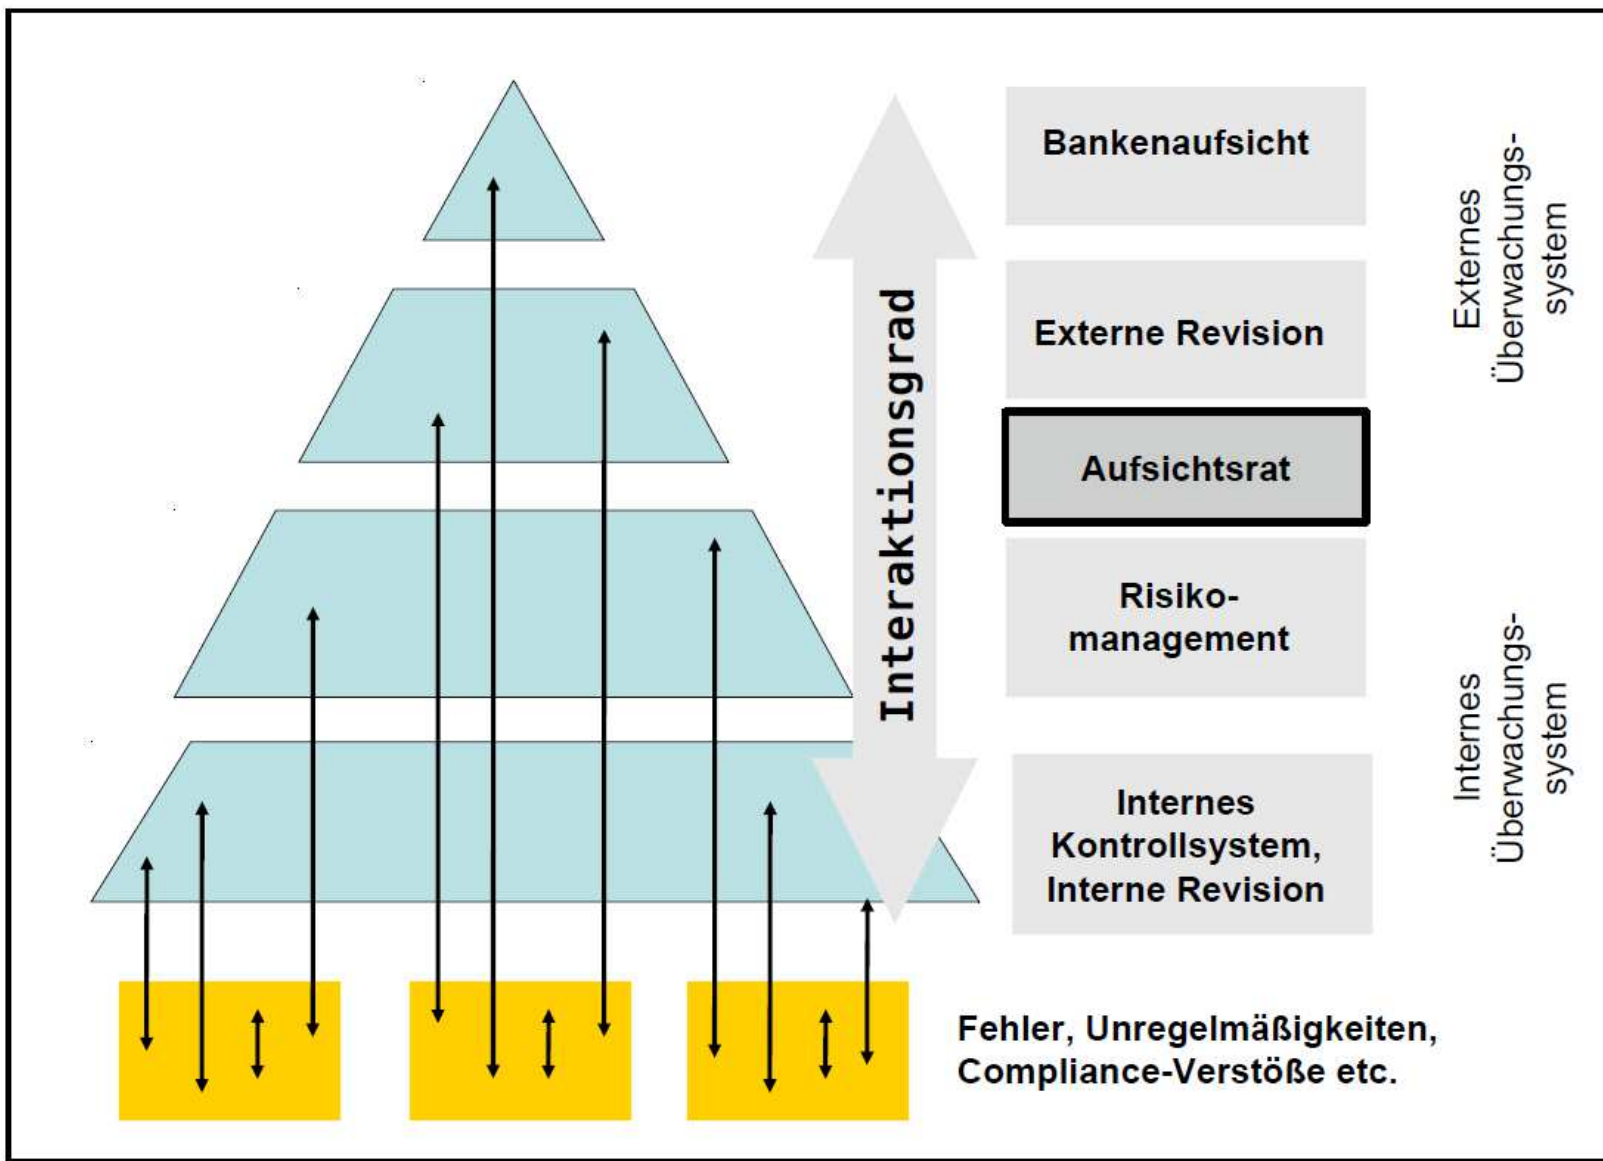 Bankenaufsicht
Externe Revision
Aufsichtsrat
Risiko-
management
Internes
Kontrollsystem,
Interne Revision
Interaktionsgrad
Externes
Überwachungs-
system
Internes
Überwachungs-
system
Fehler, Unregelmäßigkeiten,
Compliance-Verstöße etc.